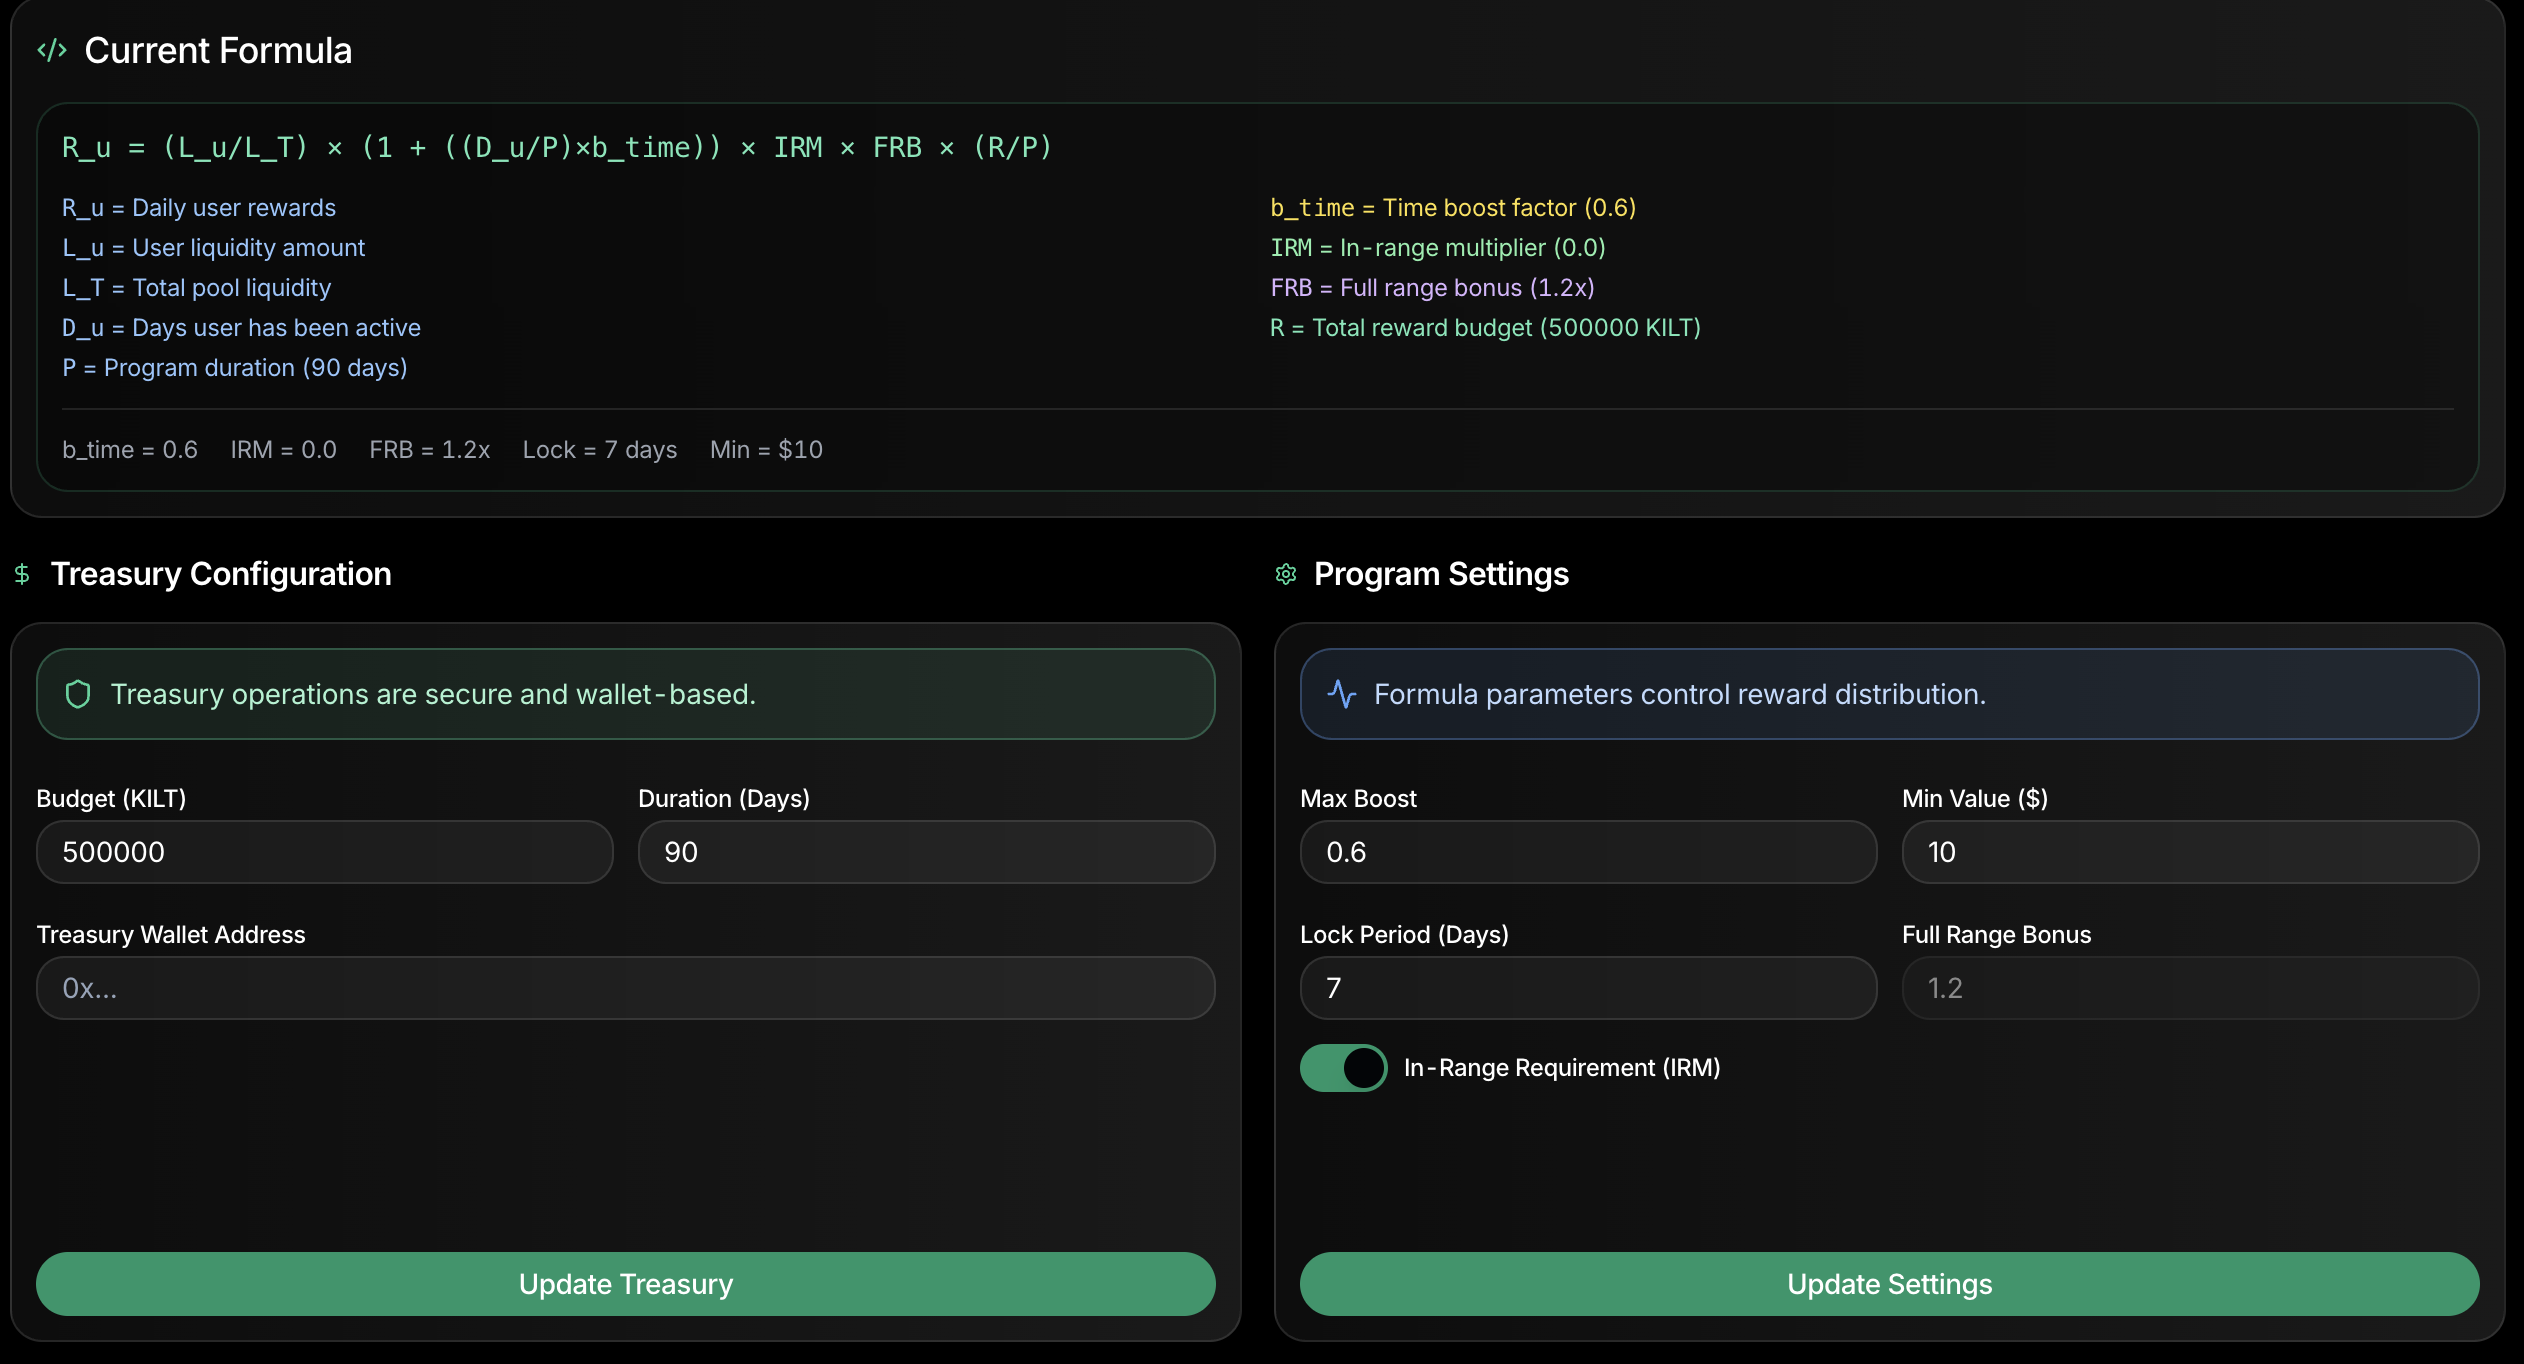 Current Formula
R_u = (L_u/L_T) × (1 + ((D_u/P)×b_time)) × IRM × FRB × (R/P)
R_u = Daily user rewards
L_u = User liquidity amount
L_T = Total pool liquidity
D_u = Days user has been active
P = Program duration (90 days)
b_time = Time boost factor (0.6)
IRM = In-range multiplier (0.0)
FRB = Full range bonus (1.2x)
R = Total reward budget (500000 KILT)
b_time = 0.6 IRM = 0.0 FRB = 1.2x Lock = 7 days Min = $10
Treasury Configuration
Treasury operations are secure and wallet-based.
Budget (KILT)
500000
Duration (Days)
90
Treasury Wallet Address
0x...
Update Treasury
Program Settings
Formula parameters control reward distribution.
Max Boost
0.6
Min Value ($)
10
Lock Period (Days)
7
Full Range Bonus
1.2
In-Range Requirement (IRM)
Update Settings